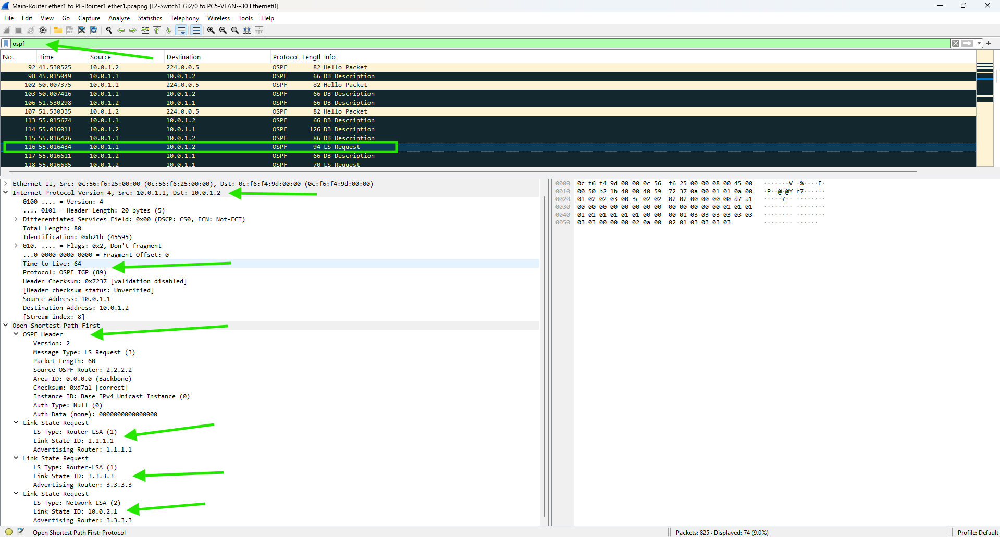 Main-Router ether1 to PE-Router1 ether1.pcapng [L2-Switch1 Gi2/0 to PC5-VLAN--30 Ethernet0]
File Edit View Go Capture Analyze Statistics Telephony Wireless Tools Help
ospf
No. Time Source Destination Protocol Lengtl Info
92 41.530525 10.0.1.2 224.0.0.5 OSPF 82 Hello Packet
98 45.015049 10.0.1.1 10.0.1.2 OSPF 66 DB Description
102 50.007375 10.0.1.1 224.0.0.5 OSPF 82 Hello Packet
103 50.007416 10.0.1.1 10.0.1.2 OSPF 66 DB Description
106 51.530298 10.0.1.2 10.0.1.1 OSPF 66 DB Description
107 51.530335 10.0.1.2 224.0.0.5 OSPF 82 Hello Packet
113 55.015674 10.0.1.1 10.0.1.2 OSPF 66 DB Description
114 55.016011 10.0.1.2 10.0.1.1 OSPF 126 DB Description
115 55.016426 10.0.1.1 10.0.1.2 OSPF 86 DB Description
116 55.016434 10.0.1.1 10.0.1.2 OSPF 94 LS Request
117 55.016611 10.0.1.2 10.0.1.1 OSPF 66 DB Description
118 55.016685 10.0.1.2 10.0.1.1 OSPF 70 LS Request
Ethernet II, Src: 0c:56:f6:25:00:00 (0c:56:f6:25:00:00), Dst: 0c:f6:f4:9d:00:00 (0c:f6:f4:9d:00:00)
Internet Protocol Version 4, Src: 10.0.1.1, Dst: 10.0.1.2
0100 .... = Version: 4
.... 0101 = Header Length: 20 bytes (5)
Differentiated Services Field: 0x00 (DSCP: CS0, ECN: Not-ECT)
Total Length: 80
Identification: 0xb21b (45595)
010. .... = Flags: 0x2, Don't fragment
...0 0000 0000 0000 = Fragment Offset: 0
Time to Live: 64
Protocol: OSPF IGP (89)
Header Checksum: 0x7237 [validation disabled]
[Header checksum status: Unverified]
Source Address: 10.0.1.1
Destination Address: 10.0.1.2
[Stream index: 8]
Open Shortest Path First
OSPF Header
Version: 2
Message Type: LS Request (3)
Packet Length: 60
Source OSPF Router: 2.2.2.2
Area ID: 0.0.0.0 (Backbone)
Checksum: 0xd7a1 [correct]
Instance ID: Base IPv4 Unicast Instance (0)
Auth Type: Null (0)
Auth Data (none): 0000000000000000
Link State Request
LS Type: Router-LSA (1)
Link State ID: 1.1.1.1
Advertising Router: 1.1.1.1
Link State Request
LS Type: Router-LSA (1)
Link State ID: 3.3.3.3
Advertising Router: 3.3.3.3
Link State Request
LS Type: Network-LSA (2)
Link State ID: 10.0.2.1
Advertising Router: 3.3.3.3
0000 0c f6 f4 9d 00 00 0c 56 f6 25 00 00 08 00 45 00 ·······V ·%····E·
0010 00 50 b2 1b 40 00 40 59 72 37 0a 00 01 01 0a 00 ·P··@·@Y r7······
0020 01 02 02 03 00 3c 02 02 02 02 00 00 00 00 d7 a1 ·····<·· ········
0030 00 00 00 00 00 00 00 00 00 00 00 00 00 01 01 01 ········ ········
0040 01 01 01 01 01 01 00 00 00 01 03 03 03 03 03 03 ········ ········
0050 03 03 00 00 00 02 0a 00 02 01 03 03 03 03 ········ ······
Open Shortest Path First: Protocol
Packets: 825 · Displayed: 74 (9.0%)
Profile: Default